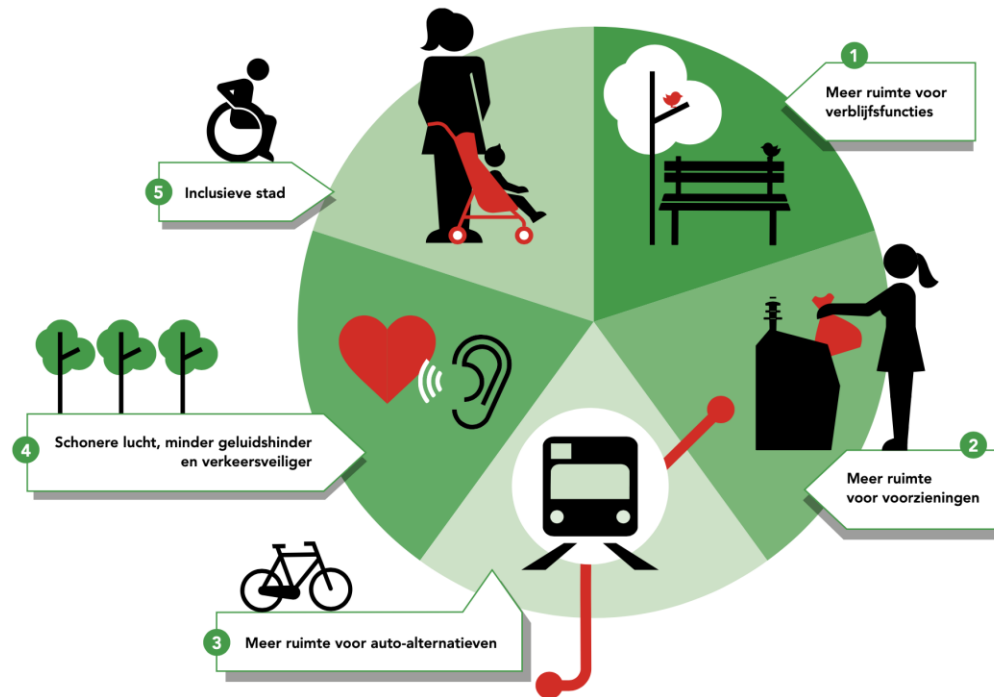 1
Meer ruimte voor
verblijfsfuncties
2
Meer ruimte
voor voorzieningen
3
Meer ruimte voor auto-alternatieven
4
Schonere lucht, minder geluidshinder
en verkeersveiliger
5
Inclusieve stad